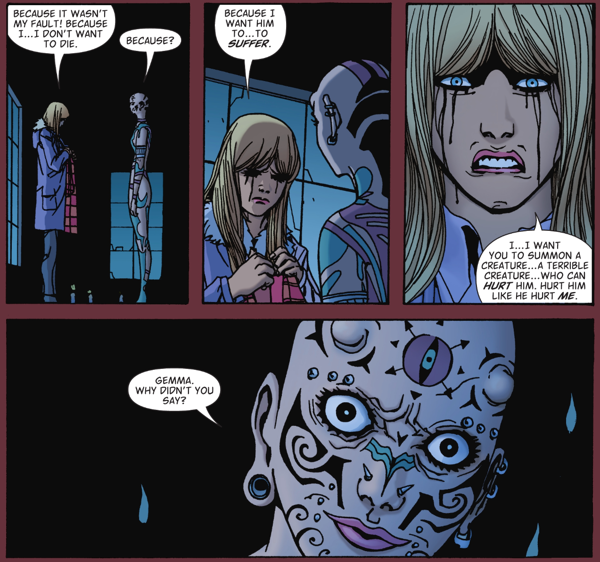 BECAUSE IT WASN'T
MY FAULT! BECAUSE
I...I DON'T WANT
TO DIE.
BECAUSE?
BECAUSE I
WANT HIM
TO...TO
SUFFER.
I...I WANT
YOU TO SUMMON A
CREATURE...A TERRIBLE
CREATURE...WHO CAN
HURT HIM. HURT HIM
LIKE HE HURT ME.
GEMMA.
WHY DIDN'T YOU
SAY?